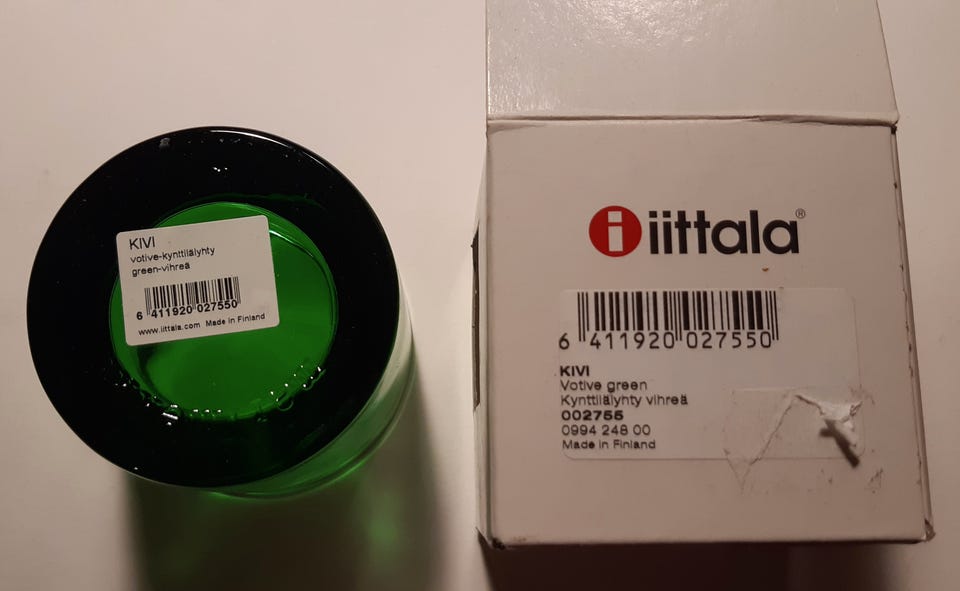 KIVI
votive-kynttilälyhty
green-vihreä
6 411920 027550
www.iittala.com Made in Finland
i iittala®
6 411920 027550
KIVI
Votive green
Kynttilälyhty vihreä
002755
0994 248 00
Made in Finland